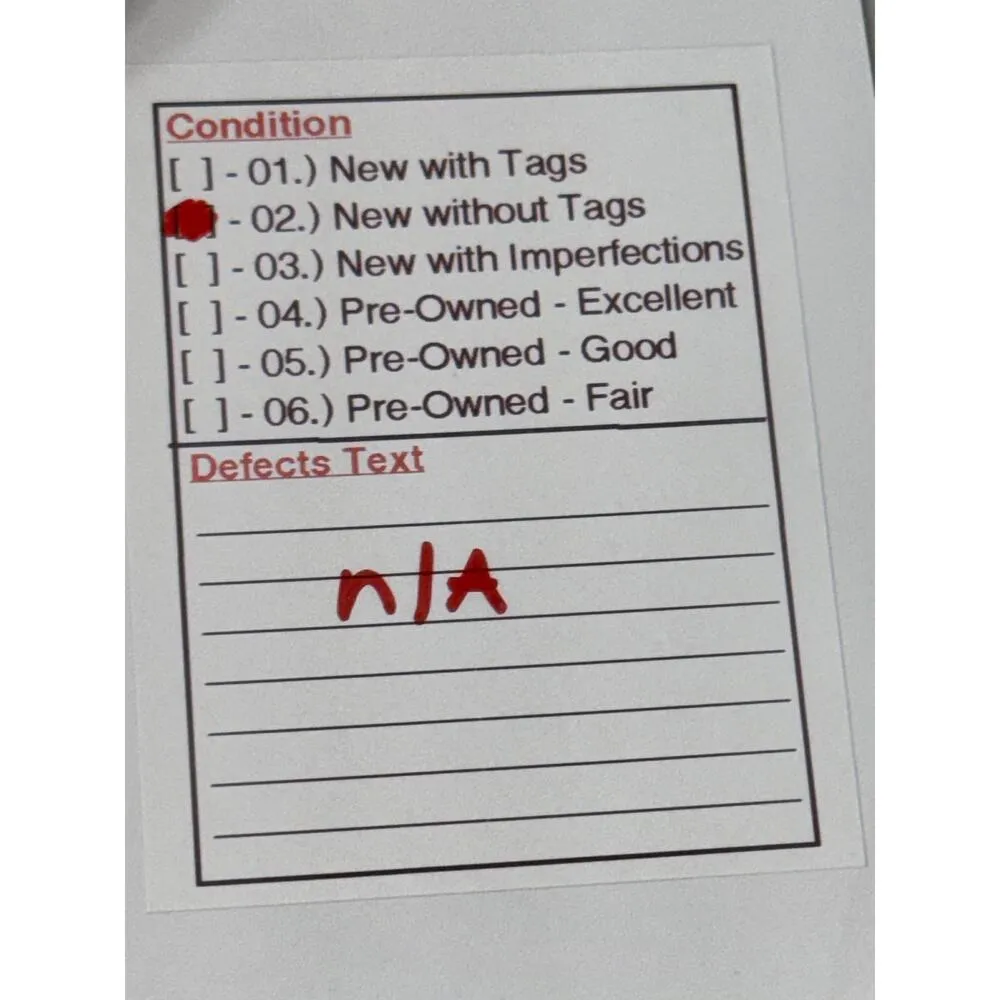 Condition
[ ] - 01.) New with Tags
[ ] - 02.) New without Tags
[ ] - 03.) New with Imperfections
[ ] - 04.) Pre-Owned - Excellent
[ ] - 05.) Pre-Owned - Good
[ ] - 06.) Pre-Owned - Fair
Defects Text
n/A